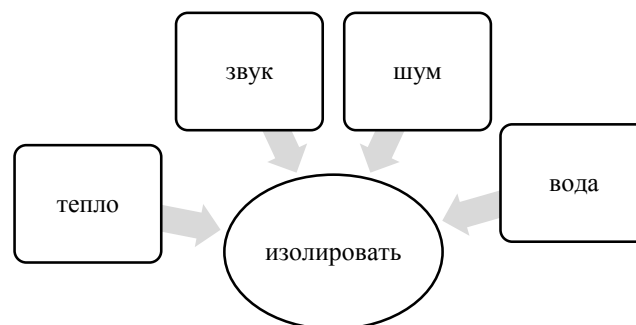 звук
шум
тепло
вода
изолировать